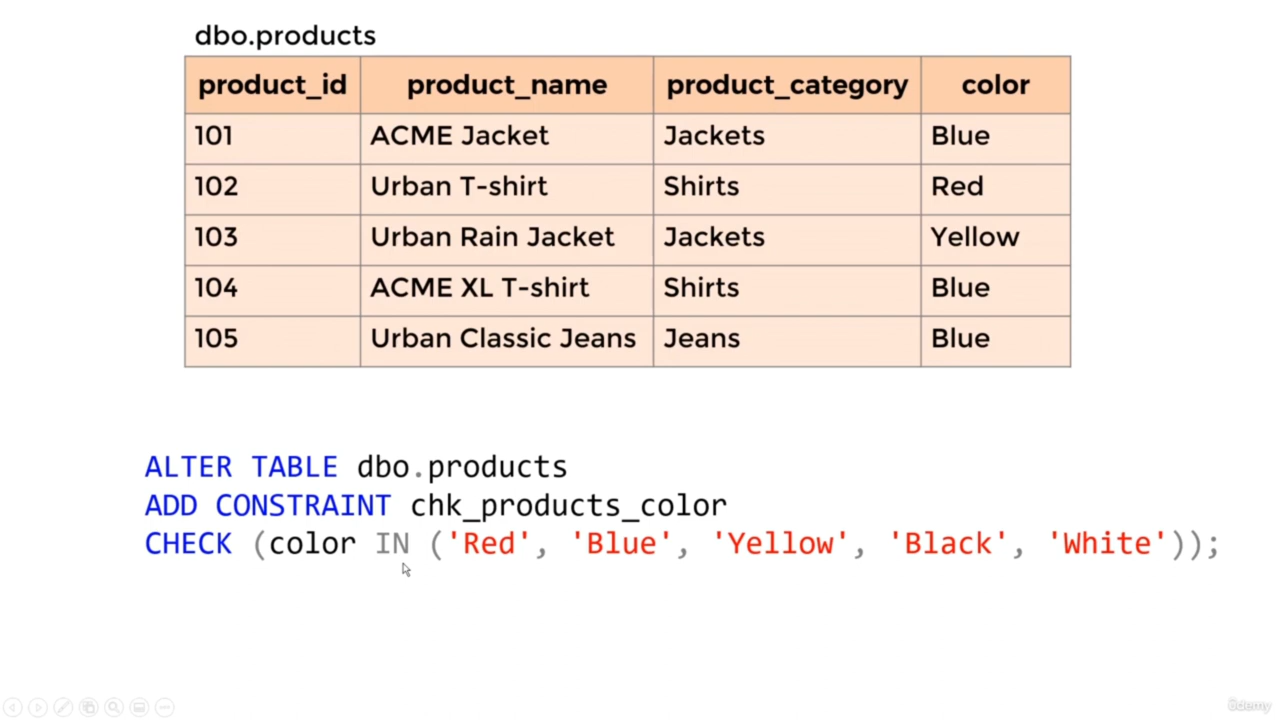 dbo.products
product_id product_name product_category color
101 ACME Jacket Jackets Blue
102 Urban T-shirt Shirts Red
103 Urban Rain Jacket Jackets Yellow
104 ACME XL T-shirt Shirts Blue
105 Urban Classic Jeans Jeans Blue
ALTER TABLE dbo.products
ADD CONSTRAINT chk_products_color
CHECK (color IN ('Red', 'Blue', 'Yellow', 'Black', 'White'));
ûdemy